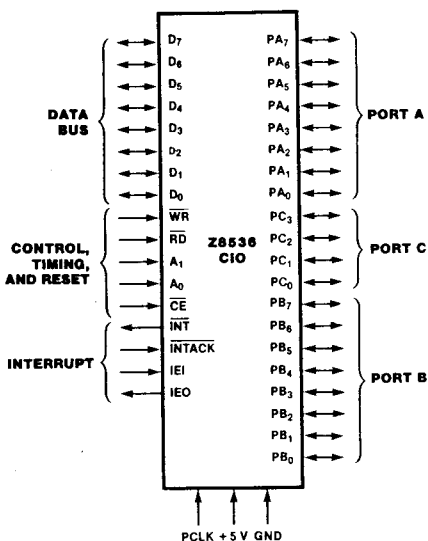 DATA
BUS
CONTROL,
TIMING,
AND RESET
INTERRUPT
D7
D6
D5
D4
D3
D2
D1
D0
WR
RD
A1
A0
CE
INT
INTACK
IEI
IEO
Z8536
CIO
PA7
PA6
PA5
PA4
PA3
PA2
PA1
PA0
PC3
PC2
PC1
PC0
PB7
PB6
PB5
PB4
PB3
PB2
PB1
PB0
PORT A
PORT C
PORT B
PCLK +5 V GND